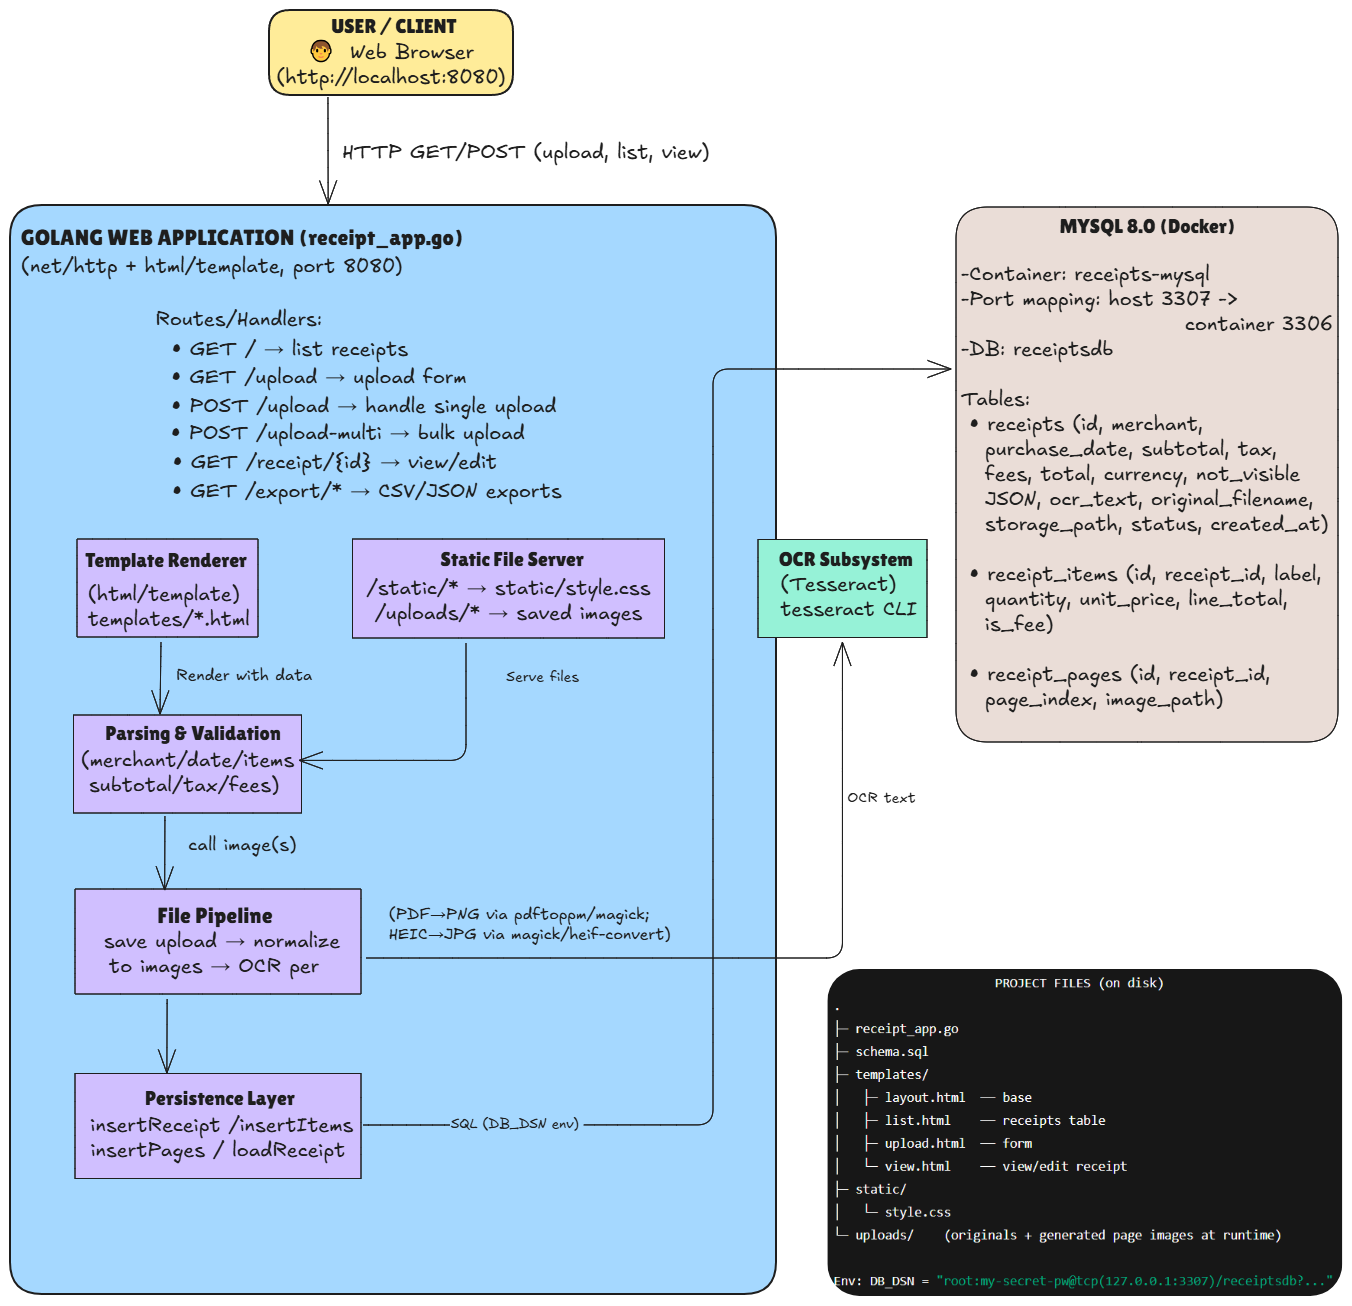 USER / CLIENT
Web Browser
(http://localhost:8080)
HTTP GET/POST (upload, list, view)
GOLANG WEB APPLICATION (receipt_app.go)
(net/http + html/template, port 8080)
Routes/Handlers:
• GET / → list receipts
• GET /upload → upload form
• POST /upload → handle single upload
• POST /upload-multi → bulk upload
• GET /receipt/{id} → view/edit
• GET /export/* → CSV/JSON exports
Template Renderer
(html/template)
templates/*.html
Static File Server
/static/* → static/style.css
/uploads/* → saved images
OCR Subsystem
(Tesseract)
tesseract CLI
Render with data
Serve files
Parsing & Validation
(merchant/date/items
subtotal/tax/fees)
call image(s)
File Pipeline
save upload → normalize
to images → OCR per
(PDF→PNG via pdftoppm/magick;
HEIC→JPG via magick/heif-convert)
OCR text
Persistence Layer
insertReceipt /insertItems
insertPages / loadReceipt
SQL (DB_DSN env)
MYSQL 8.0 (Docker)
-Container: receipts-mysql
-Port mapping: host 3307 ->
container 3306
-DB: receiptsdb
Tables:
• receipts (id, merchant,
purchase_date, subtotal, tax,
fees, total, currency, not_visible
JSON, ocr_text, original_filename,
storage_path, status, created_at)
• receipt_items (id, receipt_id, label,
quantity, unit_price, line_total,
is_fee)
• receipt_pages (id, receipt_id,
page_index, image_path)
PROJECT FILES (on disk)
.
├─ receipt_app.go
├─ schema.sql
├─ templates/
│  ├─ layout.html  — base
│  ├─ list.html    — receipts table
│  ├─ upload.html  — form
│  └─ view.html    — view/edit receipt
├─ static/
│  └─ style.css
└─ uploads/    (originals + generated page images at runtime)
Env: DB_DSN = "root:my-secret-pw@tcp(127.0.0.1:3307)/receiptsdb?..."